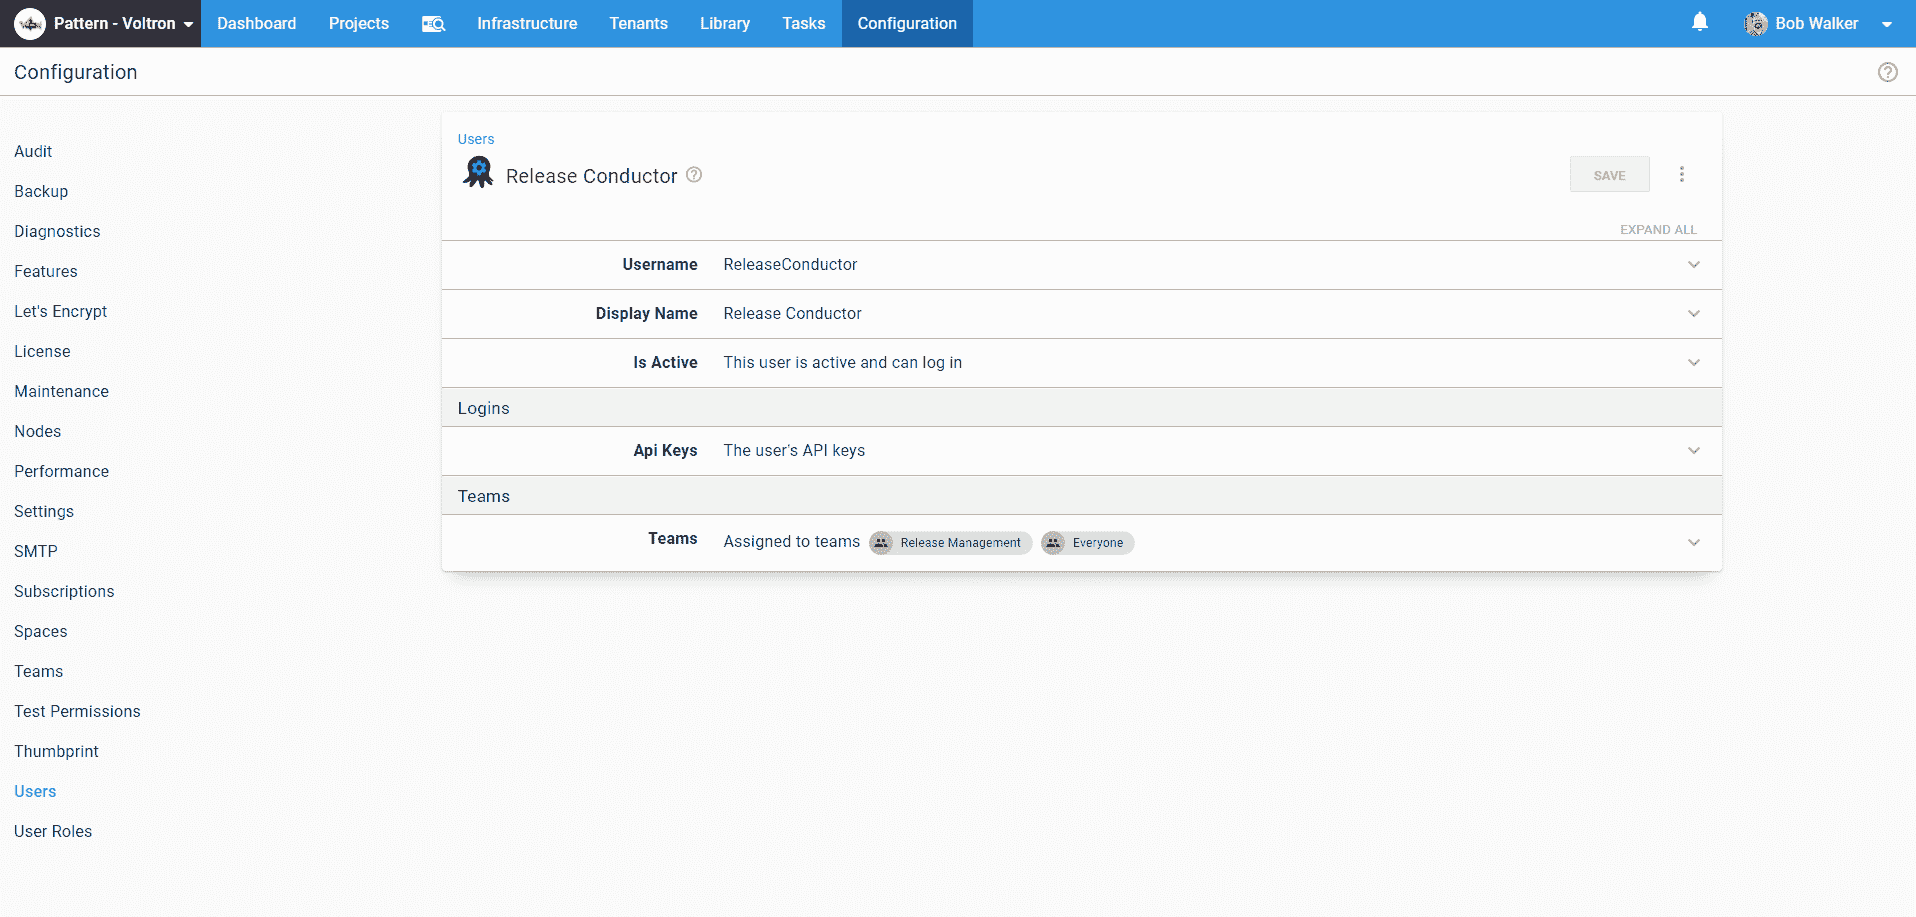 Pattern - Voltron Dashboard Projects Infrastructure Tenants Library Tasks Configuration Bob Walker
Configuration
Audit
Backup
Diagnostics
Features
Let's Encrypt
License
Maintenance
Nodes
Performance
Settings
SMTP
Subscriptions
Spaces
Teams
Test Permissions
Thumbprint
Users
User Roles
Users
Release Conductor
SAVE
EXPAND ALL
Username ReleaseConductor
Display Name Release Conductor
Is Active This user is active and can log in
Logins
Api Keys The user's API keys
Teams
Teams Assigned to teams Release Management Everyone